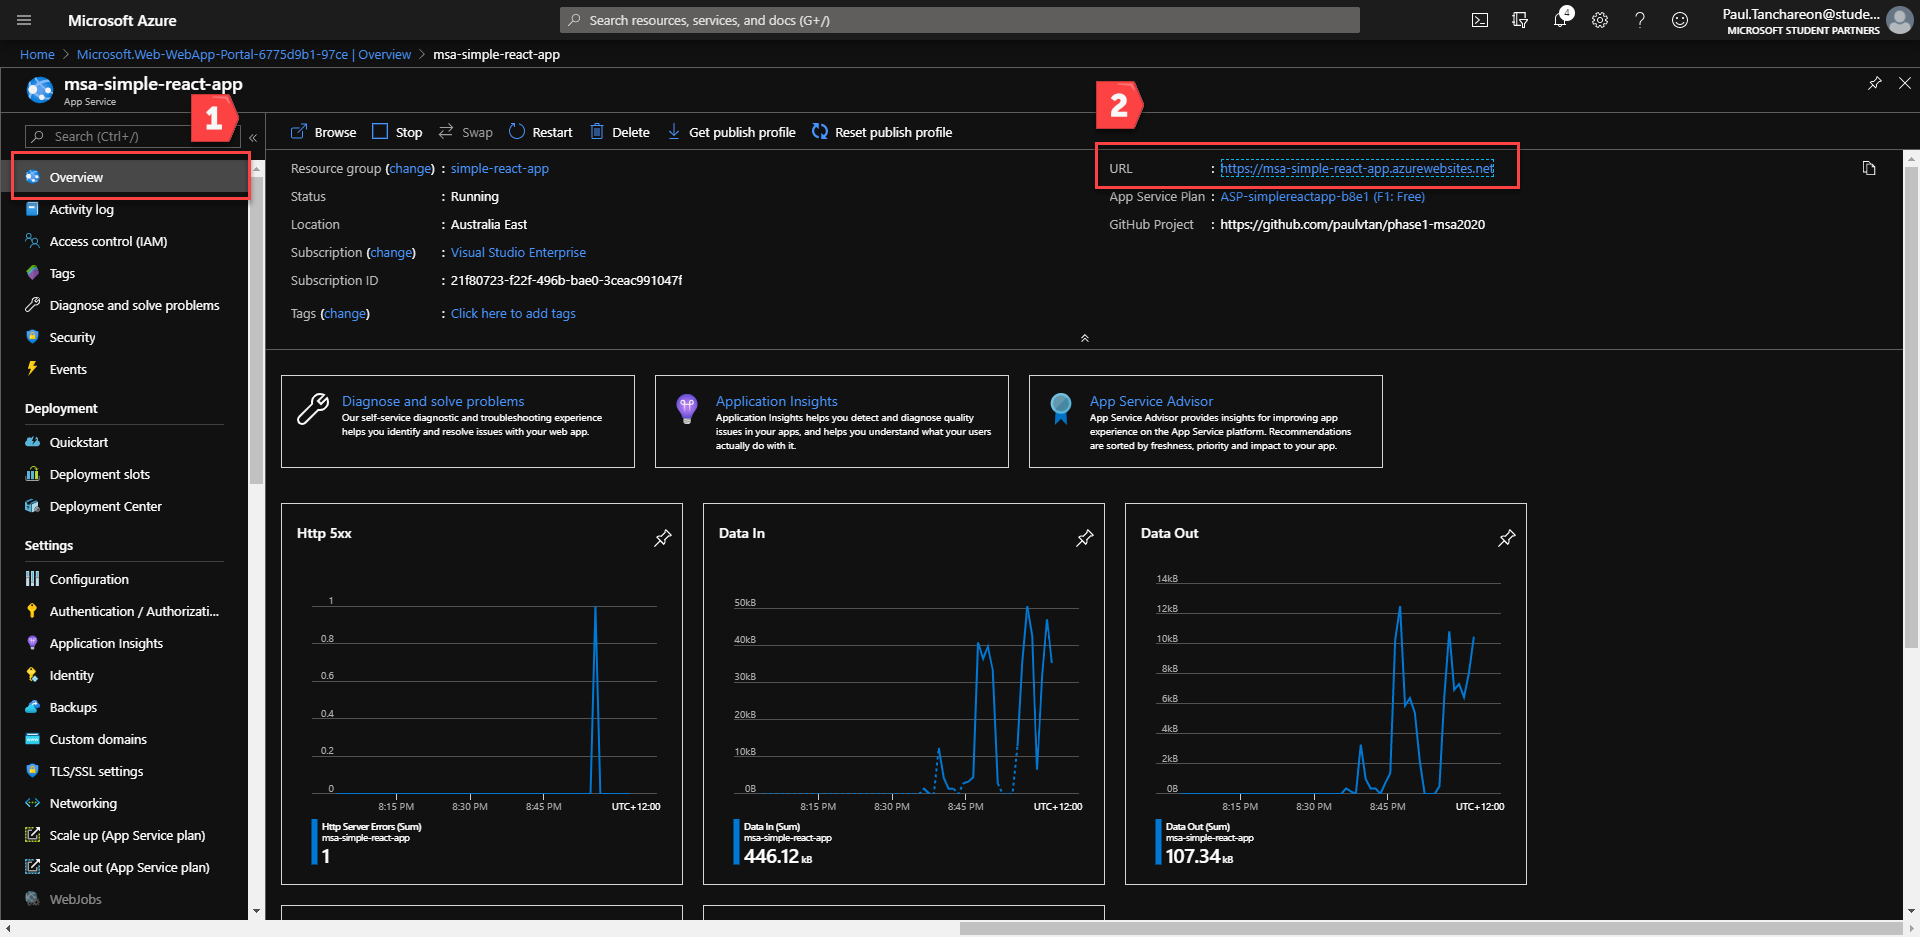 Microsoft Azure
Search resources, services, and docs (G+/)
4
Paul.Tanchareon@stude...
MICROSOFT STUDENT PARTNERS
Home > Microsoft.Web-WebApp-Portal-6775d9b1-97ce | Overview > msa-simple-react-app
msa-simple-react-app
App Service
1
2
Search (Ctrl+/)
«
Browse Stop Swap Restart Delete Get publish profile Reset publish profile
Overview
Activity log
Access control (IAM)
Tags
Diagnose and solve problems
Security
Events
Deployment
Quickstart
Deployment slots
Deployment Center
Settings
Configuration
Authentication / Authorizati...
Application Insights
Identity
Backups
Custom domains
TLS/SSL settings
Networking
Scale up (App Service plan)
Scale out (App Service plan)
WebJobs
Resource group (change) : simple-react-app
Status : Running
Location : Australia East
Subscription (change) : Visual Studio Enterprise
Subscription ID : 21f80723-f22f-496b-bae0-3ceac991047f
Tags (change) : Click here to add tags
URL : https://msa-simple-react-app.azurewebsites.net
App Service Plan : ASP-simplereactapp-b8e1 (F1: Free)
GitHub Project : https://github.com/paulvtan/phase1-msa2020
Diagnose and solve problems
Our self-service diagnostic and troubleshooting experience
helps you identify and resolve issues with your web app.
Application Insights
Application Insights helps you detect and diagnose quality
issues in your apps, and helps you understand what your users
actually do with it.
App Service Advisor
App Service Advisor provides insights for improving app
experience on the App Service platform. Recommendations
are sorted by freshness, priority and impact to your app.
Http 5xx
1
0.8
0.6
0.4
0.2
0
8:15 PM 8:30 PM 8:45 PM UTC+12:00
Http Server Errors (Sum)
msa-simple-react-app
1
Data In
50kB
40kB
30kB
20kB
10kB
0B
8:15 PM 8:30 PM 8:45 PM UTC+12:00
Data In (Sum)
msa-simple-react-app
446.12 kB
Data Out
14kB
12kB
10kB
8kB
6kB
4kB
2kB
0B
8:15 PM 8:30 PM 8:45 PM UTC+12:00
Data Out (Sum)
msa-simple-react-app
107.34 kB